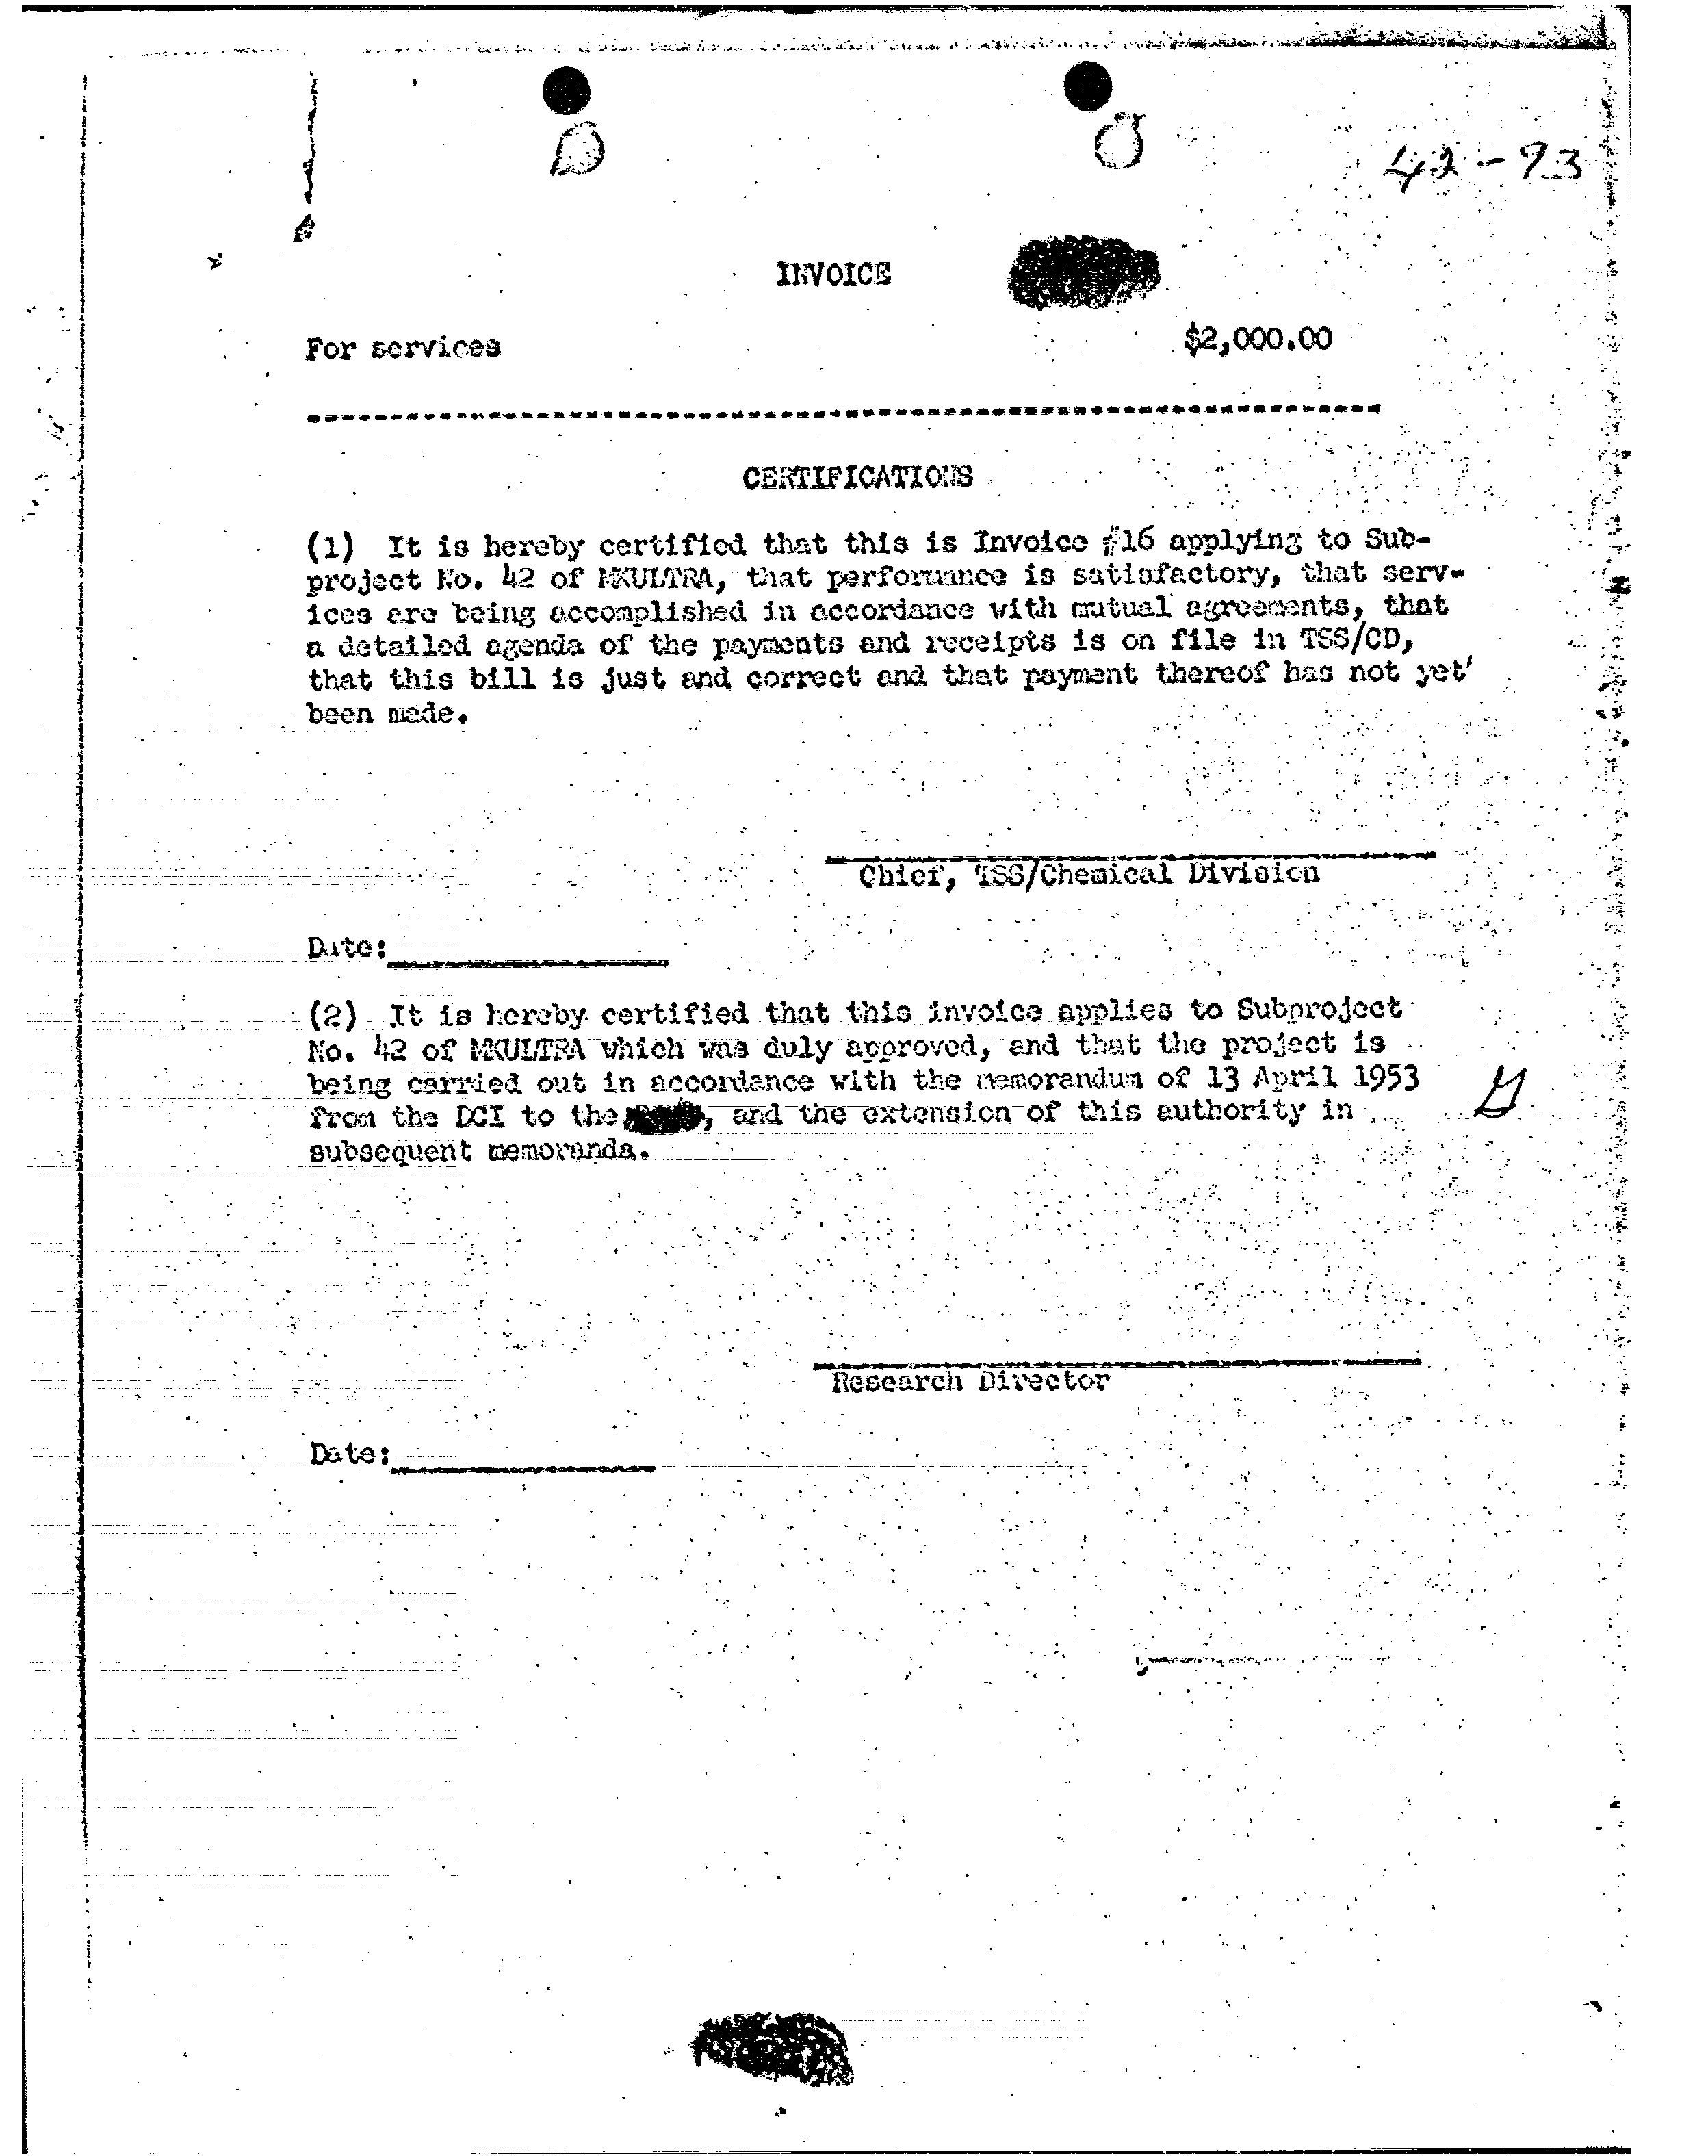 42-93
INVOICE
For services $2,000.00
CERTIFICATIONS
(1) It is hereby certified that this is Invoice #16 applying to Sub-
project No. 42 of MKULTRA, that performance is satisfactory, that serv-
ices are being accomplished in accordance with mutual agreements, that
a detailed agenda of the payments and receipts is on file in TSS/CD,
that this bill is just and correct and that payment thereof has not yet
been made.
Chief, TSS/Chemical Division
Date:
(2) It is hereby certified that this invoice applies to Subproject
No. 42 of MKULTRA which was duly approved, and that the project is
being carried out in accordance with the memorandum of 13 April 1953
from the DCI to the , and the extension of this authority in
subsequent memoranda.
Research Director
Date: